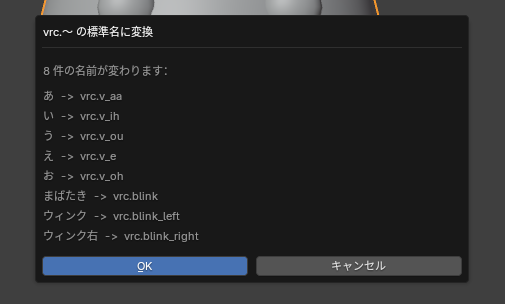 vrc.～ の標準名に変換
8 件の名前が変わります:
あ -> vrc.v_aa
い -> vrc.v_ih
う -> vrc.v_ou
え -> vrc.v_e
お -> vrc.v_oh
まばたき -> vrc.blink
ウィンク -> vrc.blink_left
ウィンク右 -> vrc.blink_right
OK キャンセル